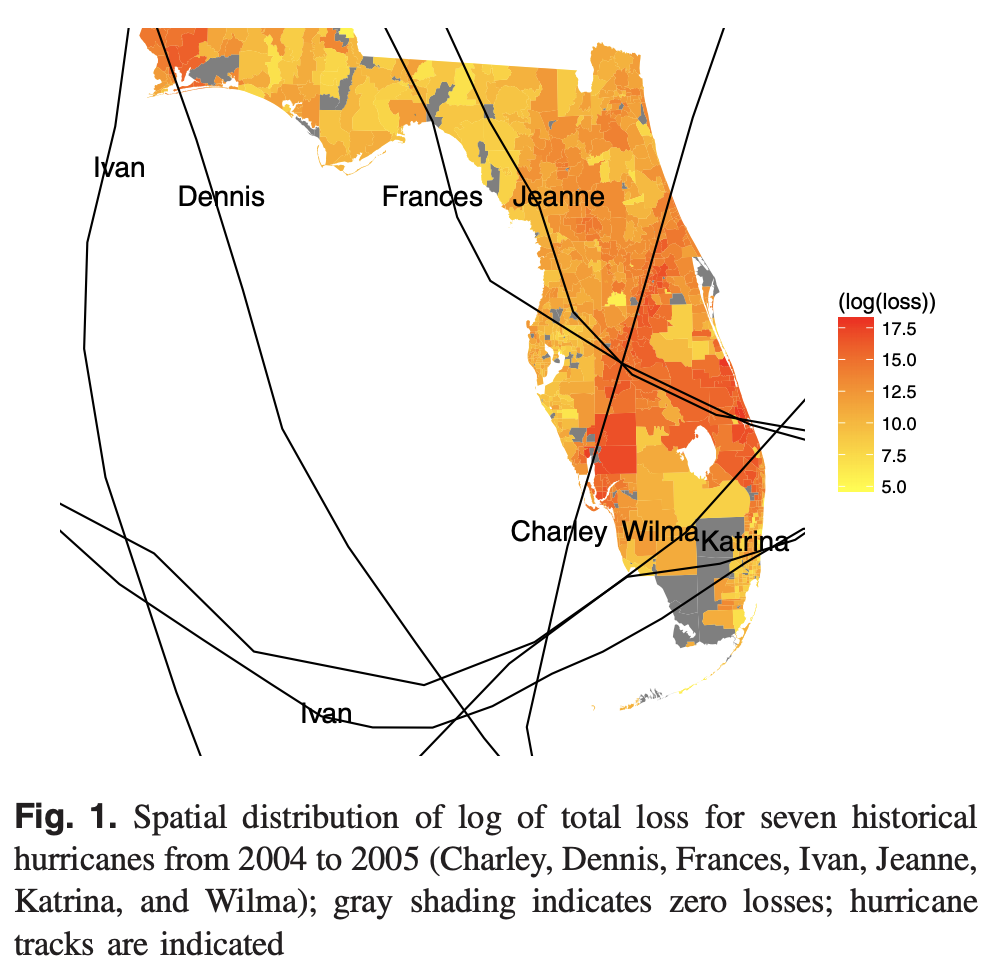 Ivan
Dennis
Frances
Jeanne
(log(loss))
17.5
15.0
12.5
10.0
7.5
5.0
Charley
Wilma
Katrina
Ivan
Fig. 1. Spatial distribution of log of total loss for seven historical
hurricanes from 2004 to 2005 (Charley, Dennis, Frances, Ivan, Jeanne,
Katrina, and Wilma); gray shading indicates zero losses; hurricane
tracks are indicated